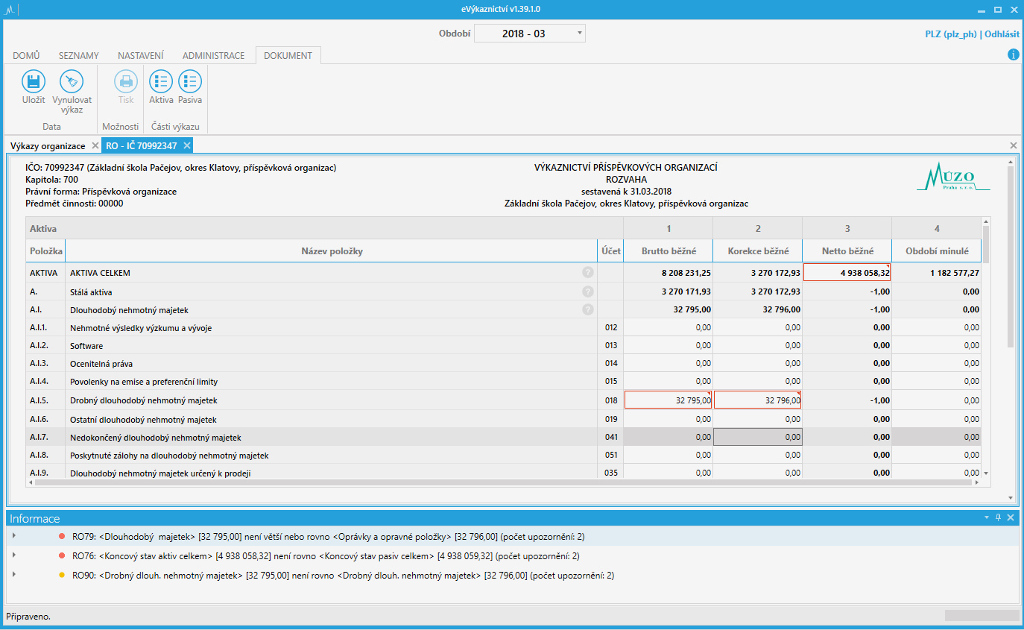 eVýkaznictví v1.39.1.0
Období 2018 - 03
PLZ (plz_ph) | Odhlásit
DOMŮ SEZNAMY NASTAVENÍ ADMINISTRACE DOKUMENT
Uložit Vynulovat výkaz Tisk Aktiva Pasiva
Data Možnosti Části výkazu
Výkazy organizace RO - IČ 70992347
IČO: 70992347 (Základní škola Pačejov, okres Klatovy, příspěvková organizac)
Kapitola: 700
Právní forma: Příspěvková organizace
Předmět činnosti: 00000
VÝKAZNICTVÍ PŘÍSPĚVKOVÝCH ORGANIZACÍ
ROZVAHA
sestavená k 31.03.2018
Základní škola Pačejov, okres Klatovy, příspěvková organizac
MÚZO
Praha s.r.o.
Aktiva 1 2 3 4
Položka Název položky Účet Brutto běžné Korekce běžné Netto běžné Období minulé
AKTIVA AKTIVA CELKEM ? 8 208 231,25 3 270 172,93 4 938 058,32 1 182 577,27
A. Stálá aktiva ? 3 270 171,93 3 270 172,93 -1,00 0,00
A.I. Dlouhodobý nehmotný majetek ? 32 795,00 32 796,00 -1,00 0,00
A.I.1. Nehmotné výsledky výzkumu a vývoje 012 0,00 0,00 0,00 0,00
A.I.2. Software 013 0,00 0,00 0,00 0,00
A.I.3. Ocenitelná práva 014 0,00 0,00 0,00 0,00
A.I.4. Povolenky na emise a preferenční limity 015 0,00 0,00 0,00 0,00
A.I.5. Drobný dlouhodobý nehmotný majetek 018 32 795,00 32 796,00 -1,00 0,00
A.I.6. Ostatní dlouhodobý nehmotný majetek 019 0,00 0,00 0,00 0,00
A.I.7. Nedokončený dlouhodobý nehmotný majetek 041 0,00 0,00 0,00 0,00
A.I.8. Poskytnuté zálohy na dlouhodobý nehmotný majetek 051 0,00 0,00 0,00 0,00
A.I.9. Dlouhodobý nehmotný majetek určený k prodeji 035 0,00 0,00 0,00 0,00
Informace
RO79: <Dlouhodobý majetek> [32 795,00] není větší nebo rovno <Oprávky a opravné položky> [32 796,00] (počet upozornění: 2)
RO76: <Koncový stav aktiv celkem> [4 938 058,32] není rovno <Koncový stav pasiv celkem> [4 938 059,32] (počet upozornění: 2)
RO90: <Drobný dlouh. nehmotný majetek> [32 795,00] není rovno <Drobný dlouh. nehmotný majetek> [32 796,00] (počet upozornění: 2)
Připraveno.